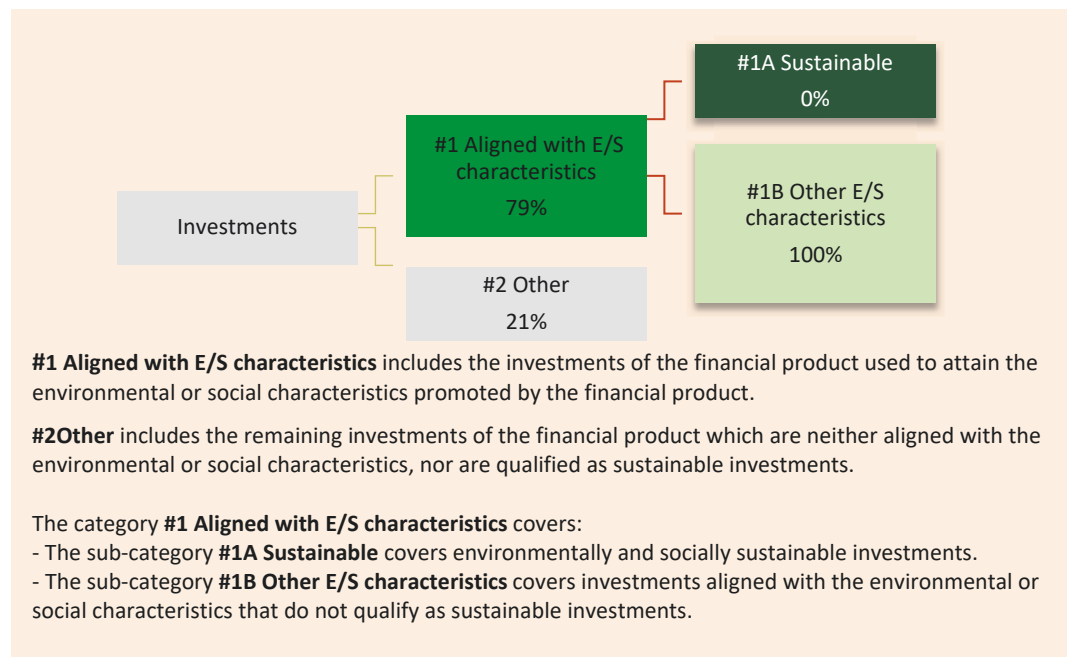 #1A Sustainable
0%
#1 Aligned with E/S
characteristics
79%
#1B Other E/S
characteristics
100%
Investments
#2 Other
21%
#1 Aligned with E/S characteristics includes the investments of the financial product used to attain the
environmental or social characteristics promoted by the financial product.
#2Other includes the remaining investments of the financial product which are neither aligned with the
environmental or social characteristics, nor are qualified as sustainable investments.
The category #1 Aligned with E/S characteristics covers:
- The sub-category #1A Sustainable covers environmentally and socially sustainable investments.
- The sub-category #1B Other E/S characteristics covers investments aligned with the environmental or
social characteristics that do not qualify as sustainable investments.